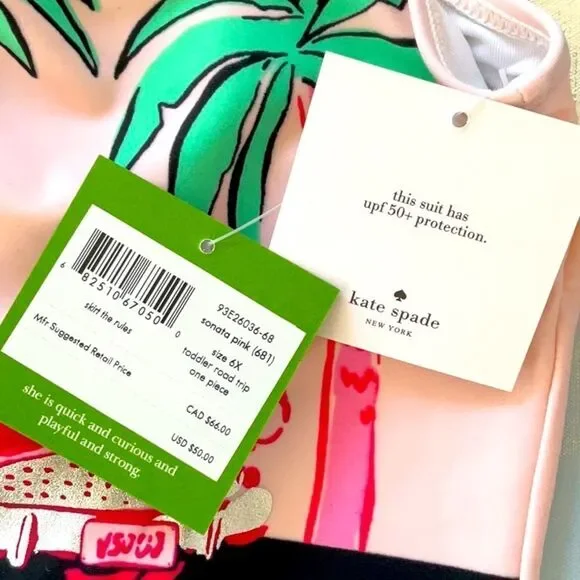 this suit has
upf 50+ protection.
kate spade
NEW YORK
6 82510 67050 0
skirt the rules
Mfr Suggested Retail Price
93E26036-68
sonata pink (681)
size 6X
toddler road trip
one piece
CAD $66.00
USD $50.00
she is quick and curious and
playful and strong.